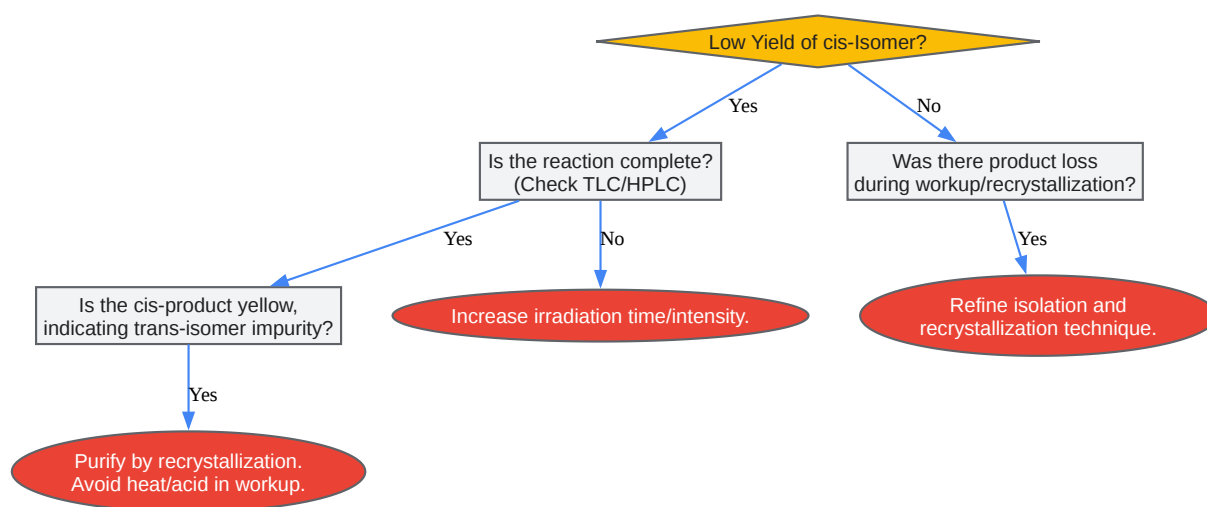 Low Yield of cis-Isomer?
Yes
No
Is the reaction complete?
(Check TLC/HPLC)
Was there product loss
during workup/recrystallization?
Yes
No
Yes
Is the cis-product yellow,
indicating trans-isomer impurity?
Increase irradiation time/intensity.
Refine isolation and
recrystallization technique.
Yes
Purify by recrystallization.
Avoid heat/acid in workup.